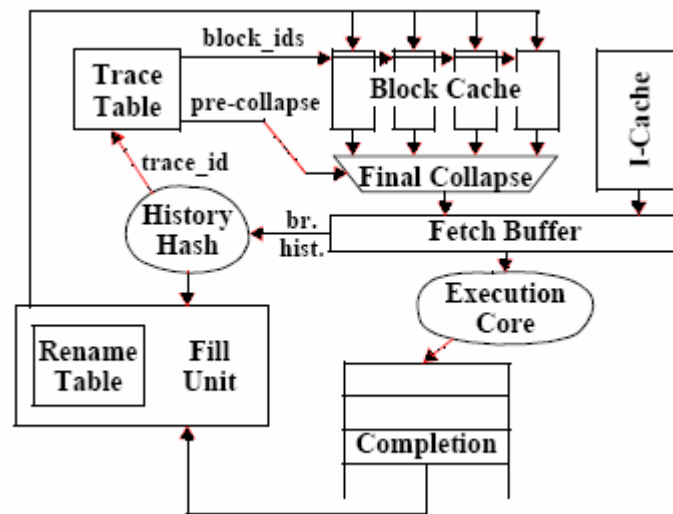 block_ids
Trace
Table
Block Cache
pre-collapse
I-Cache
trace_id
Final Collapse
History
Hash
br.
hist.
Fetch Buffer
Execution
Core
Rename
Table
Fill
Unit
Completion